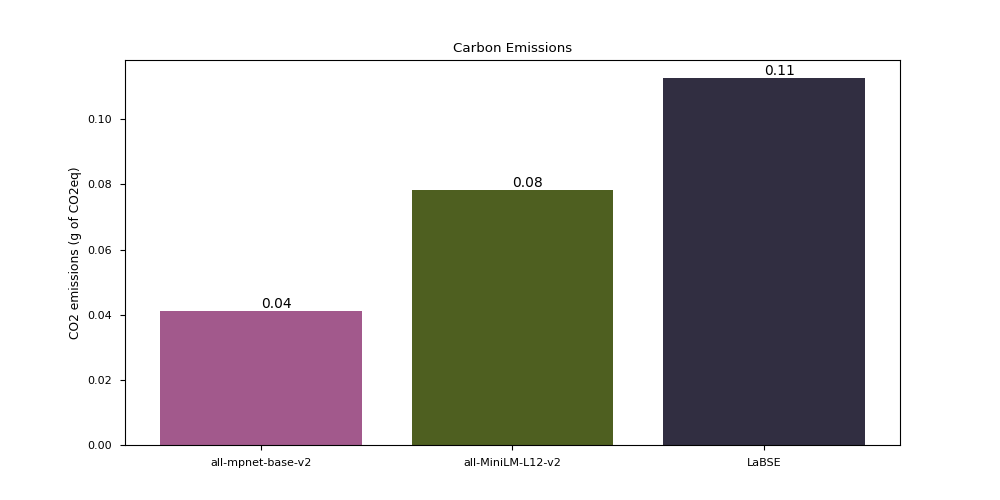 Carbon Emissions
CO2 emissions (g of CO2eq)
0.10
0.08
0.06
0.04
0.02
0.00
0.04
0.08
0.11
all-mpnet-base-v2
all-MiniLM-L12-v2
LaBSE